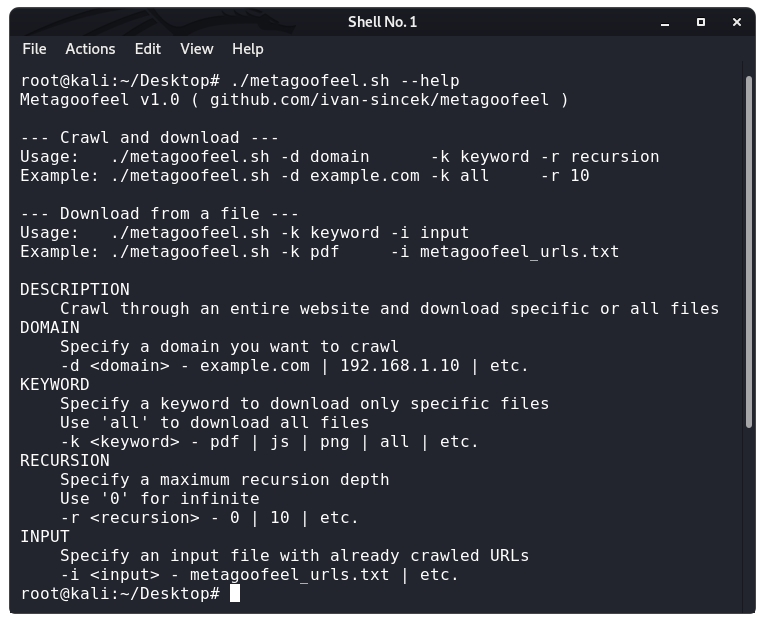 Shell No. 1
File Actions Edit View Help
root@kali:~/Desktop# ./metagoofeel.sh --help
Metagoofeel v1.0 ( github.com/ivan-sincek/metagoofeel )

--- Crawl and download ---
Usage:   ./metagoofeel.sh -d domain      -k keyword -r recursion
Example: ./metagoofeel.sh -d example.com -k all     -r 10

--- Download from a file ---
Usage:   ./metagoofeel.sh -k keyword -i input
Example: ./metagoofeel.sh -k pdf     -i metagoofeel_urls.txt

DESCRIPTION
    Crawl through an entire website and download specific or all files
DOMAIN
    Specify a domain you want to crawl
    -d <domain> - example.com | 192.168.1.10 | etc.
KEYWORD
    Specify a keyword to download only specific files
    Use 'all' to download all files
    -k <keyword> - pdf | js | png | all | etc.
RECURSION
    Specify a maximum recursion depth
    Use '0' for infinite
    -r <recursion> - 0 | 10 | etc.
INPUT
    Specify an input file with already crawled URLs
    -i <input> - metagoofeel_urls.txt | etc.
root@kali:~/Desktop#